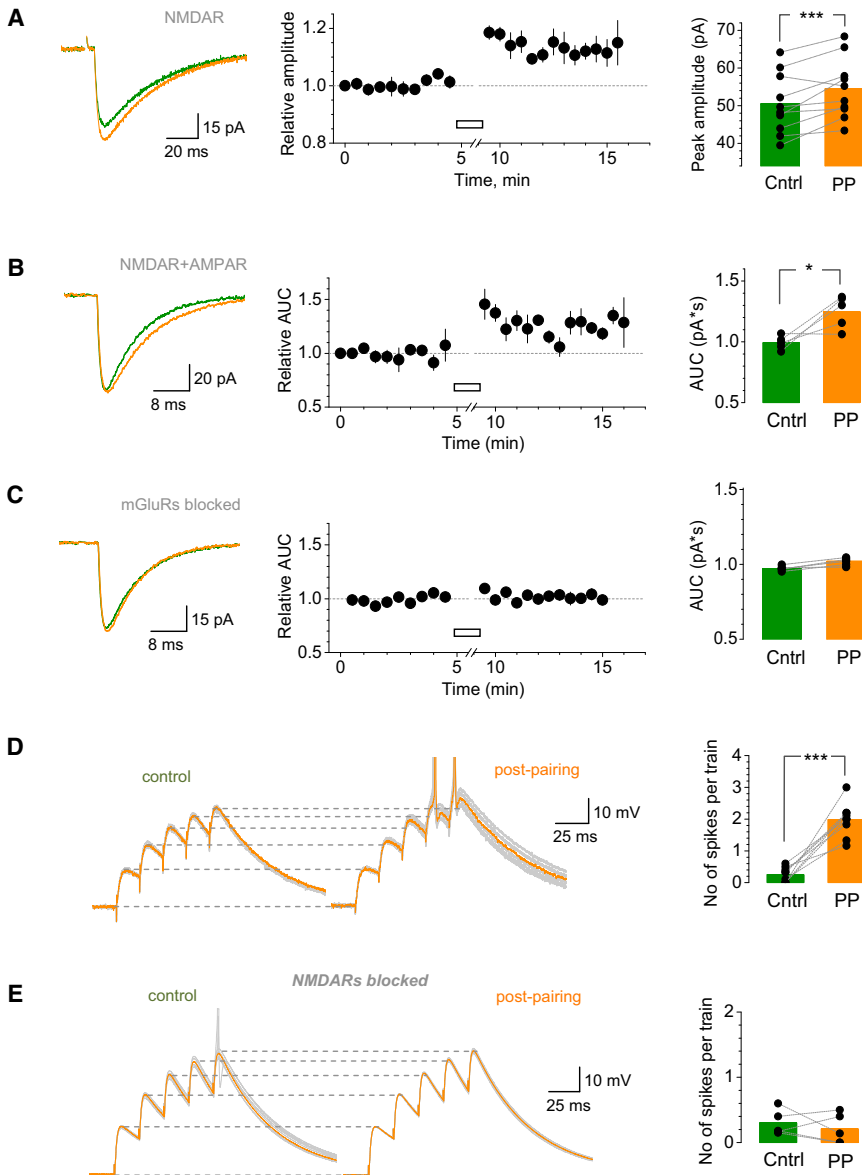 A
NMDAR
15 pA
20 ms
Relative amplitude
1.2
1.0
0.8
0
5
10
15
Time, min
***
Peak amplitude (pA)
70
60
50
40
Cntrl
PP
B
NMDAR+AMPAR
20 pA
8 ms
Relative AUC
1.5
1.0
0.5
0
5
10
15
Time (min)
*
AUC (pA*s)
1.5
1.0
0.5
Cntrl
PP
C
mGluRs blocked
15 pA
8 ms
Relative AUC
1.5
1.0
0.5
0
5
10
15
Time (min)
AUC (pA*s)
1.5
1.0
0.5
Cntrl
PP
D
control
post-pairing
10 mV
25 ms
***
No of spikes per train
4
3
2
1
0
Cntrl
PP
E
NMDARs blocked
control
post-pairing
10 mV
25 ms
No of spikes per train
2
1
0
Cntrl
PP